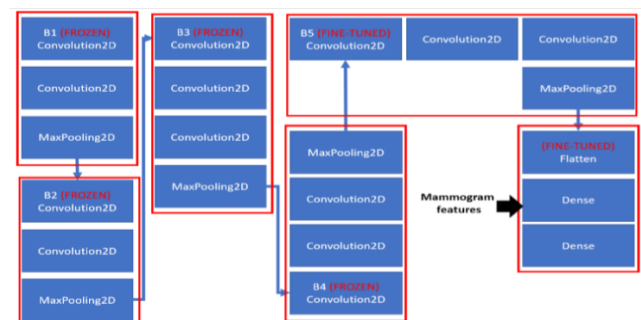 B1 (FROZEN)
Convolution2D
Convolution2D
MaxPooling2D
B2 (FROZEN)
Convolution2D
Convolution2D
MaxPooling2D
B3 (FROZEN)
Convolution2D
Convolution2D
Convolution2D
MaxPooling2D
B4 (FROZEN)
Convolution2D
Convolution2D
Convolution2D
MaxPooling2D
B5 (FINE-TUNED)
Convolution2D
Convolution2D
Convolution2D
MaxPooling2D
(FINE-TUNED)
Flatten
Mammogram
features
Dense
Dense